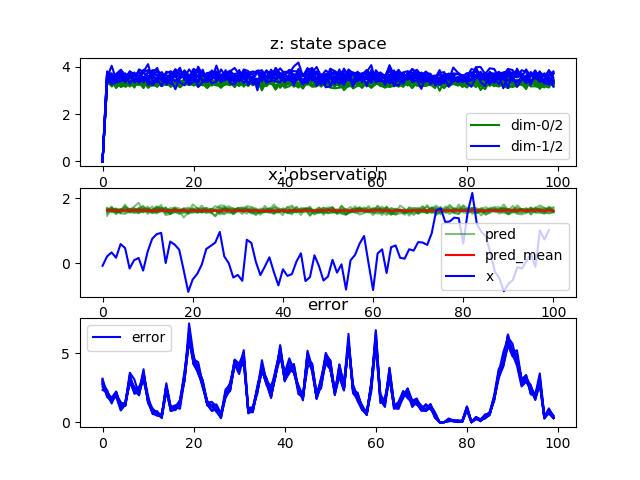 z: state space
4
2
0
dim-0/2
dim-1/2
0 20 40 60 80 100
x: observation
2
0
pred
pred_mean
x
0 20 40 60 80 100
error
5
0
error
0 20 40 60 80 100